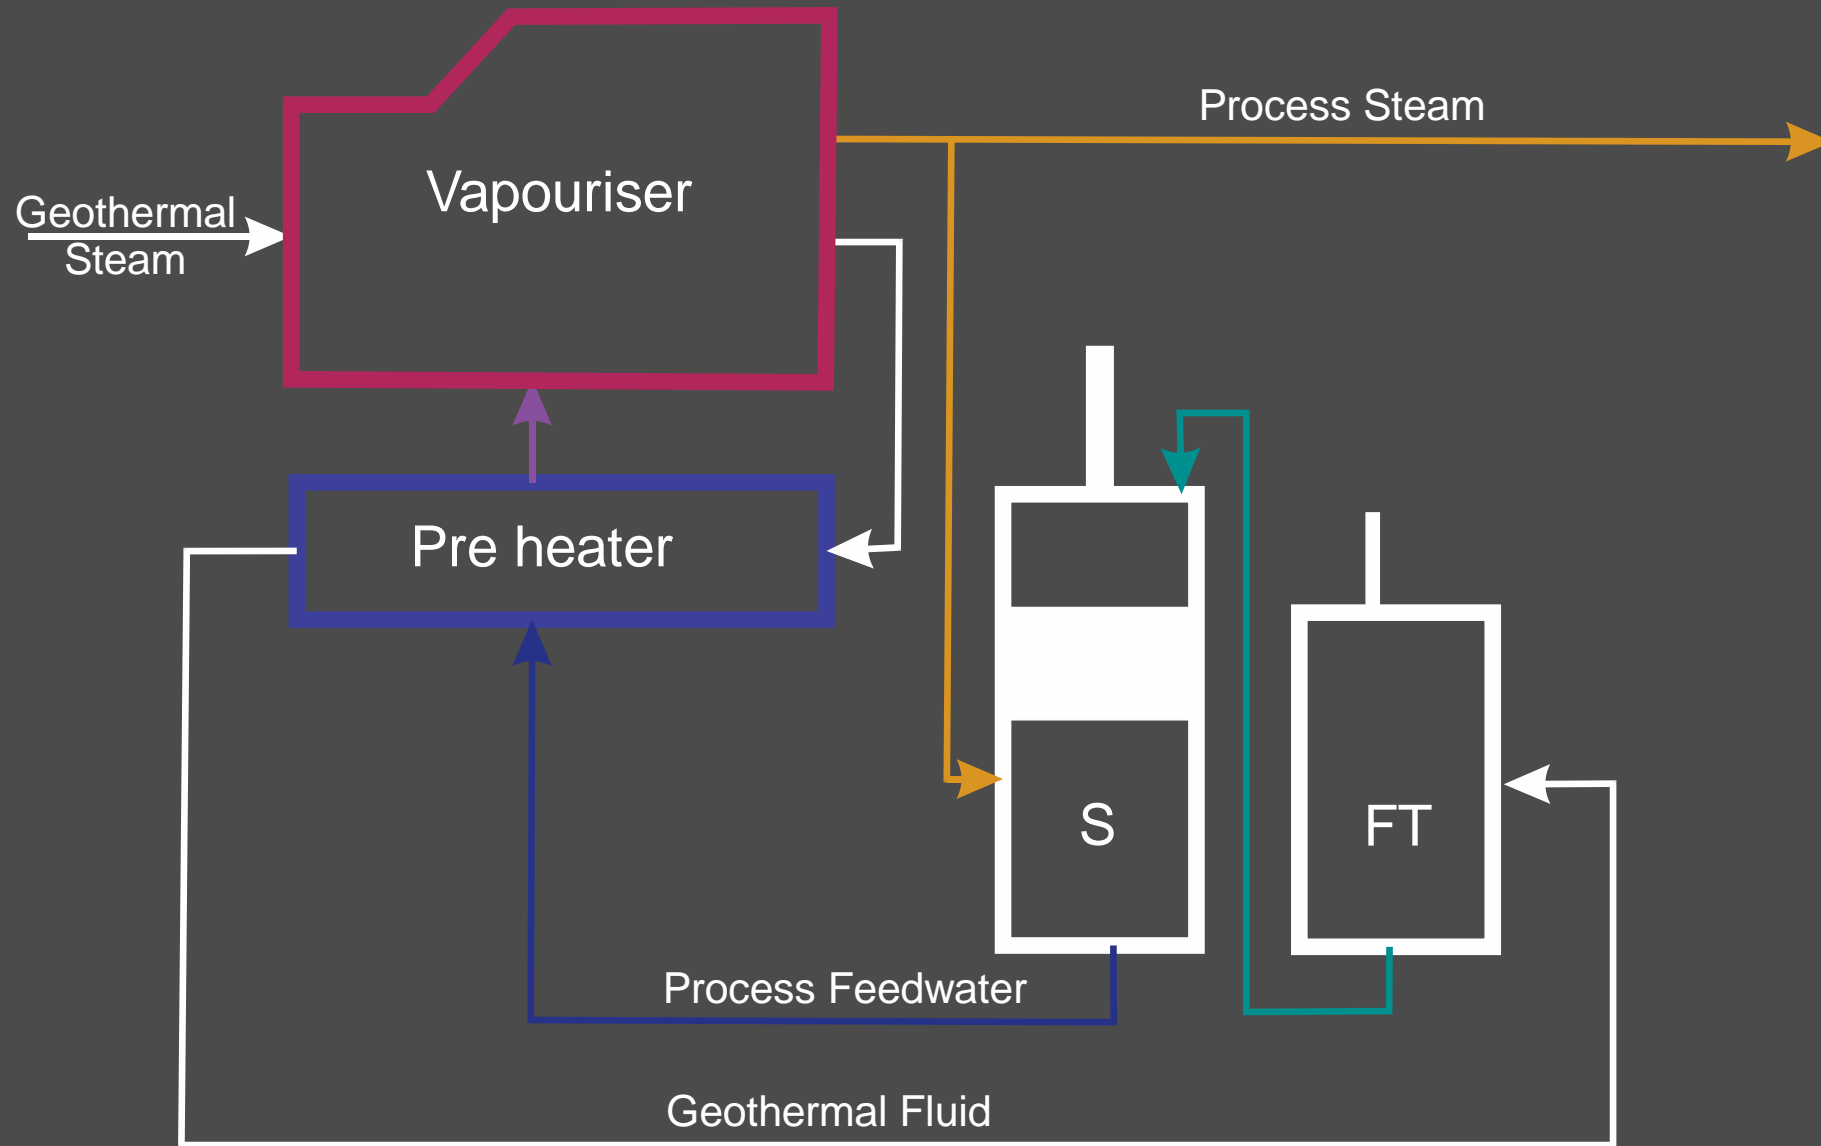 Process Steam
Vapouriser
Geothermal
Steam
Pre heater
S
FT
Process Feedwater
Geothermal Fluid